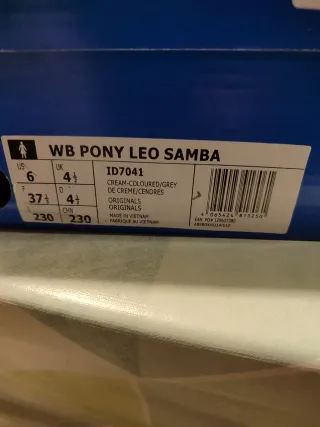 WB PONY LEO SAMBA
US UK
6 4½
F D
37⅓ 4½
J CHN
230 230
ID7041
CREAM-COLOURED/GREY
DE CREME/CENDRES
ORIGINALS
ORIGINALS
MADE IN VIETNAM
FABRIQUE AU VIETNAM